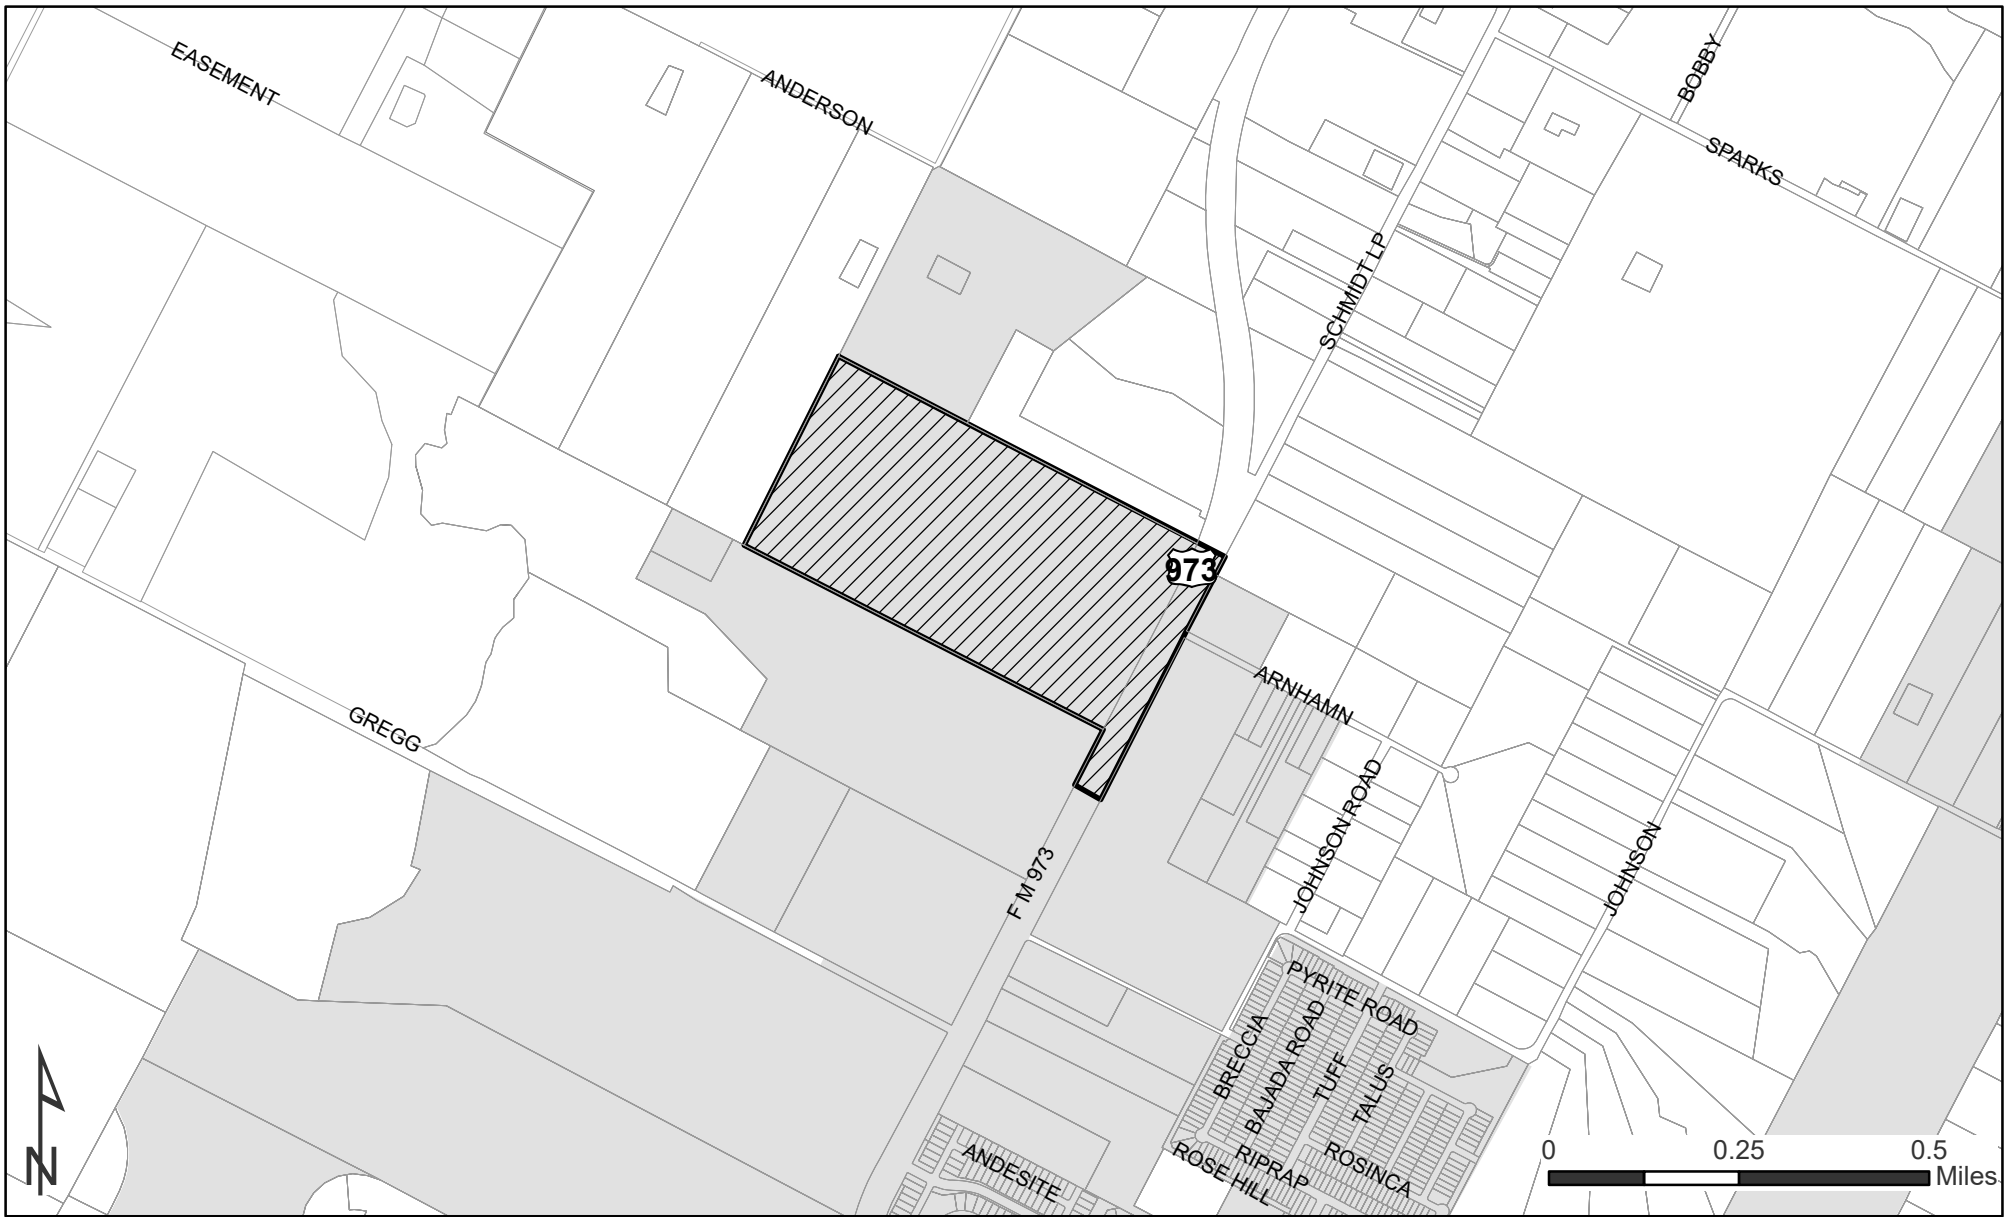 EASEMENT
ANDERSON
BOBBY
SPARKS
SCHMIDT LP
973
ARNHAMN
GREGG
JOHNSON ROAD
JOHNSON
F M 973
PYRITE ROAD
BRECCIA
BAJADA ROAD
TUFF
TALUS
ROSE HILL
RIPRAP
ROSINCA
ANDESITE
N
0 0.25 0.5
Miles